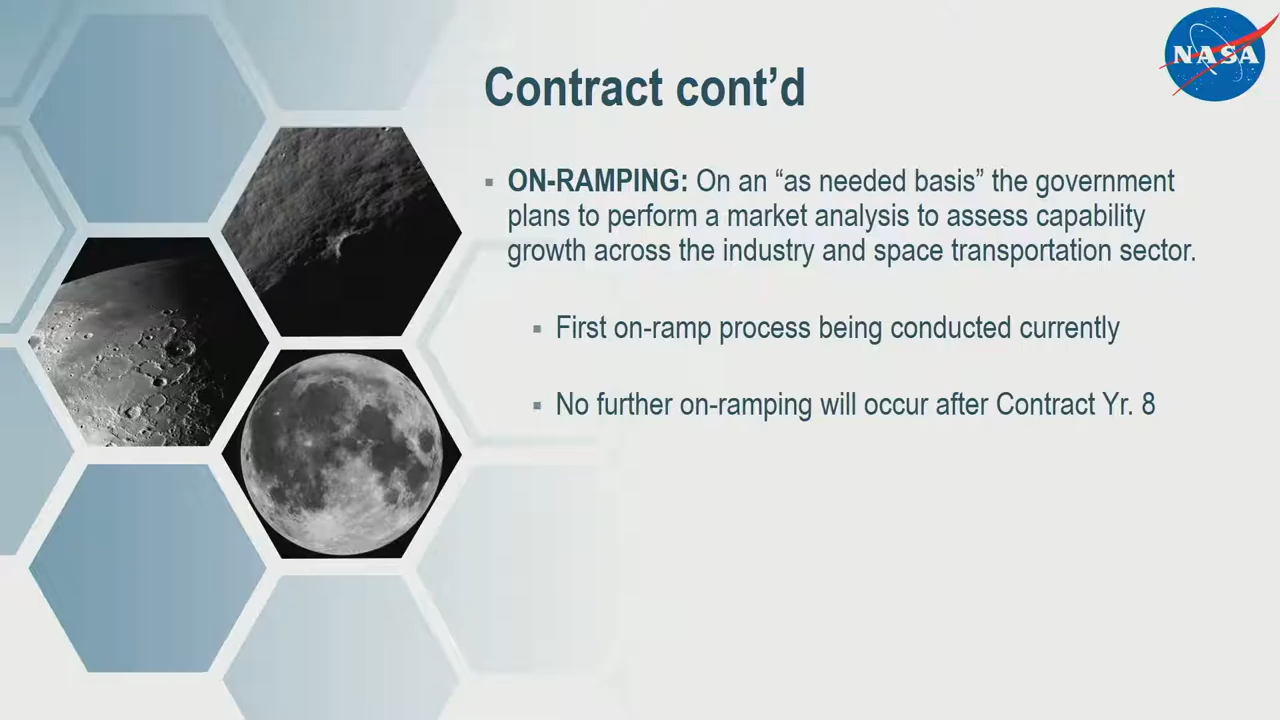 NASA
Contract cont’d
▪ ON-RAMPING: On an “as needed basis” the government
plans to perform a market analysis to assess capability
growth across the industry and space transportation sector.
▪ First on-ramp process being conducted currently
▪ No further on-ramping will occur after Contract Yr. 8